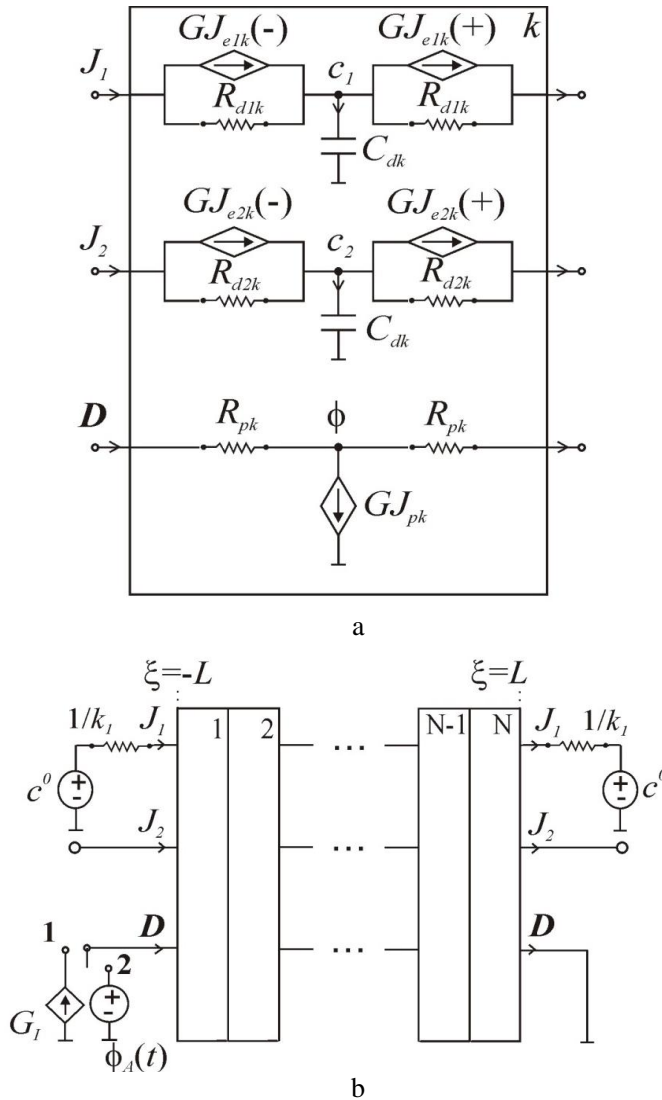 GJe1k(-) GJe1k(+) k
J1 c1
Rd1k Rd1k
Cdk
GJe2k(-) GJe2k(+)
J2 c2
Rd2k Rd2k
Cdk
D Rpk ϕ Rpk
GJpk
a
ξ=-L ξ=L
1/k1 J1 1 2 ... N-1 N J1 1/k1
c0 + - + - c0
J2 ... J2
1 D ... D
2
GI + -
ϕA(t)
b